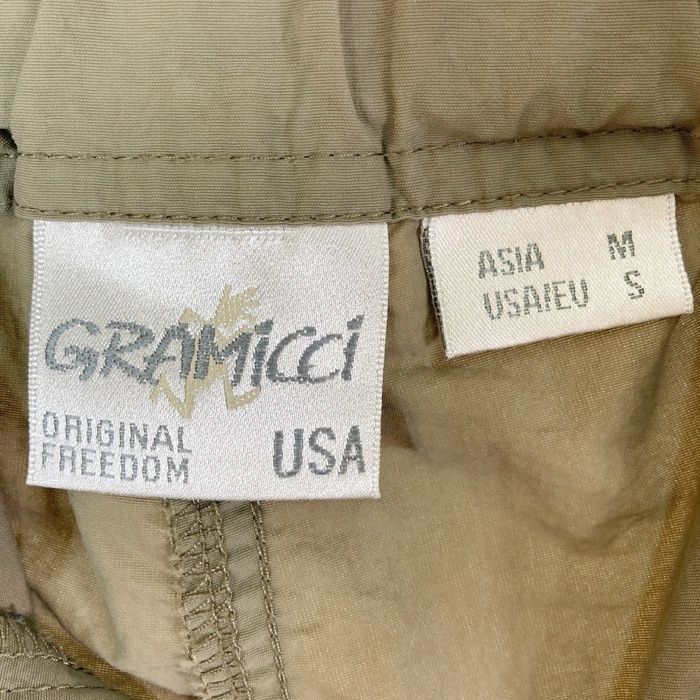 GRAMiCCi
ORIGINAL
FREEDOM
USA
ASIA M
USA/EU S